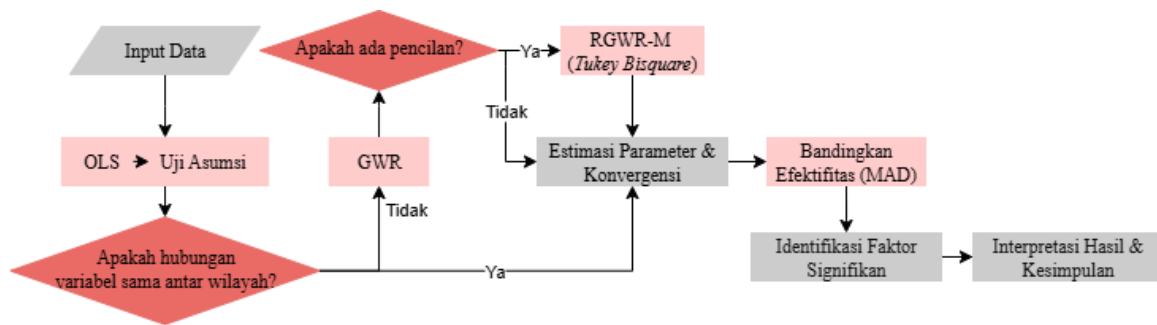 Input Data
OLS
Uji Asumsi
Apakah hubungan
variabel sama antar wilayah?
Tidak
GWR
Apakah ada pencilan?
Ya
Tidak
RGWR-M
(Tukey Bisquare)
Ya
Estimasi Parameter &
Konvergensi
Bandingkan
Efektifitas (MAD)
Identifikasi Faktor
Signifikan
Interpretasi Hasil &
Kesimpulan